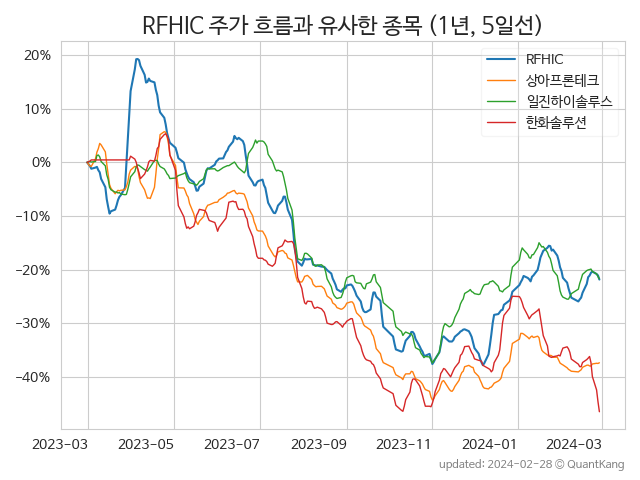 RFHIC 주가 흐름과 유사한 종목 (1년, 5일선)
RFHIC
상아프론테크
일진하이솔루스
한화솔루션
20%
10%
0%
−10%
−20%
−30%
−40%
2023-03 2023-05 2023-07 2023-09 2023-11 2024-01 2024-03
updated: 2024-02-28 © QuantKang